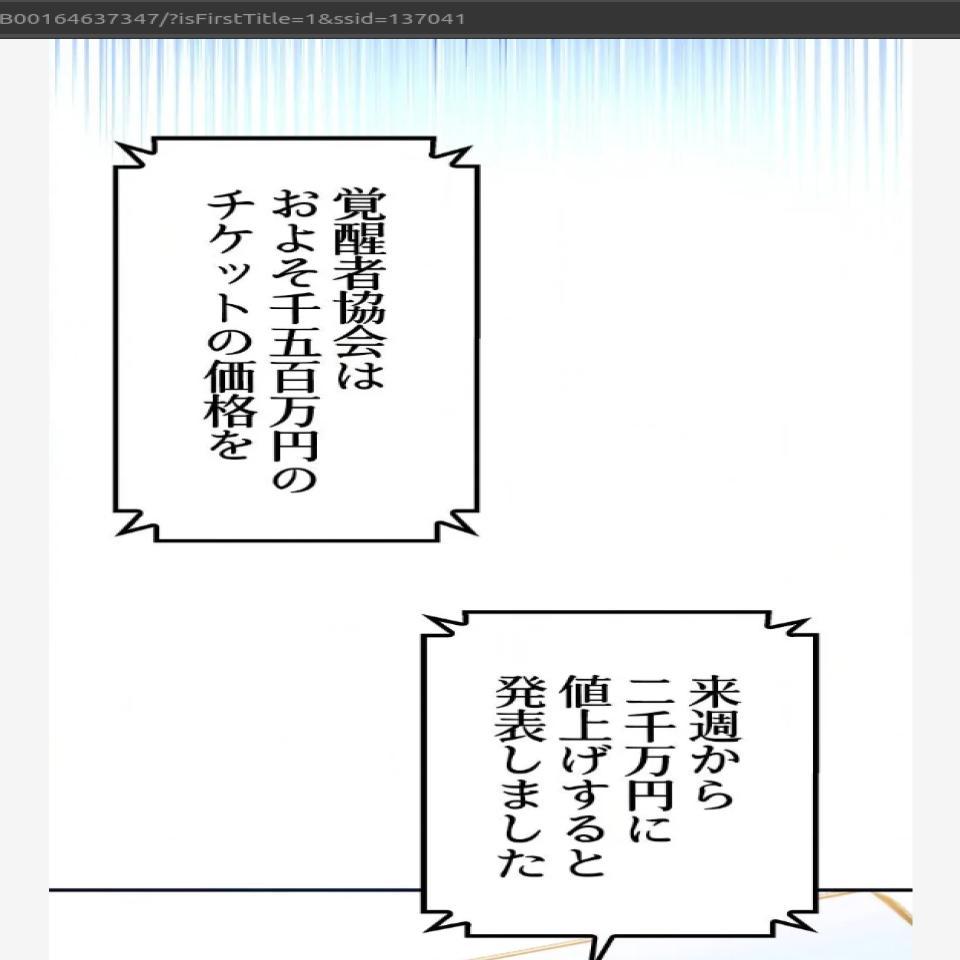 B00164637347/?isFirstTitle=1&ssid=137041
覚醒者協会は
およそ千五百万円の
チケットの価格を
来週から
二千万円に
値上げすると
発表しました